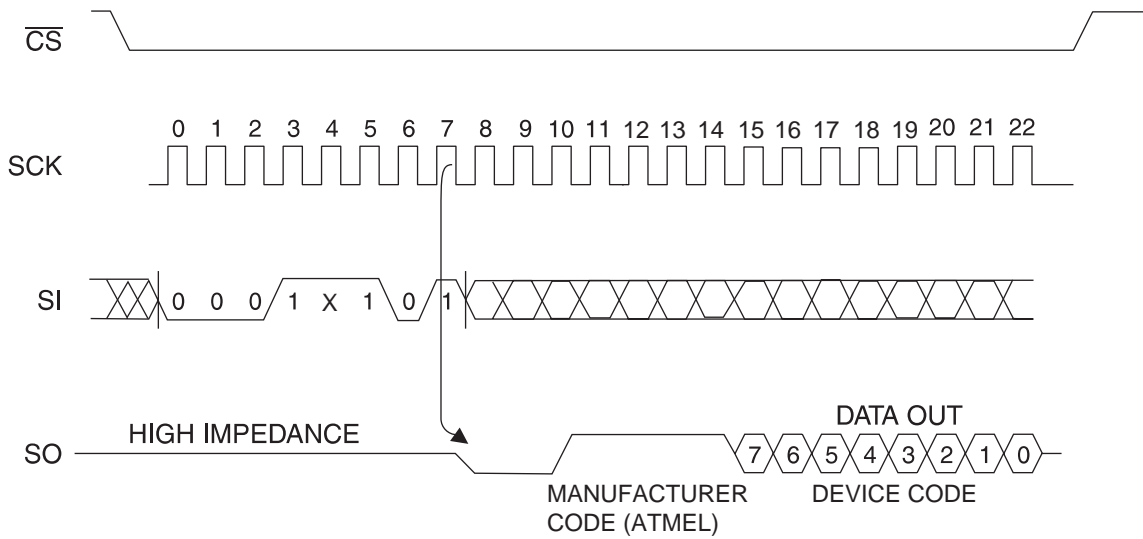 CS
0 1 2 3 4 5 6 7 8 9 10 11 12 13 14 15 16 17 18 19 20 21 22
SCK
SI
0 0 0 1 X 1 0 1
HIGH IMPEDANCE
DATA OUT
SO
7 6 5 4 3 2 1 0
MANUFACTURER
CODE (ATMEL)
DEVICE CODE